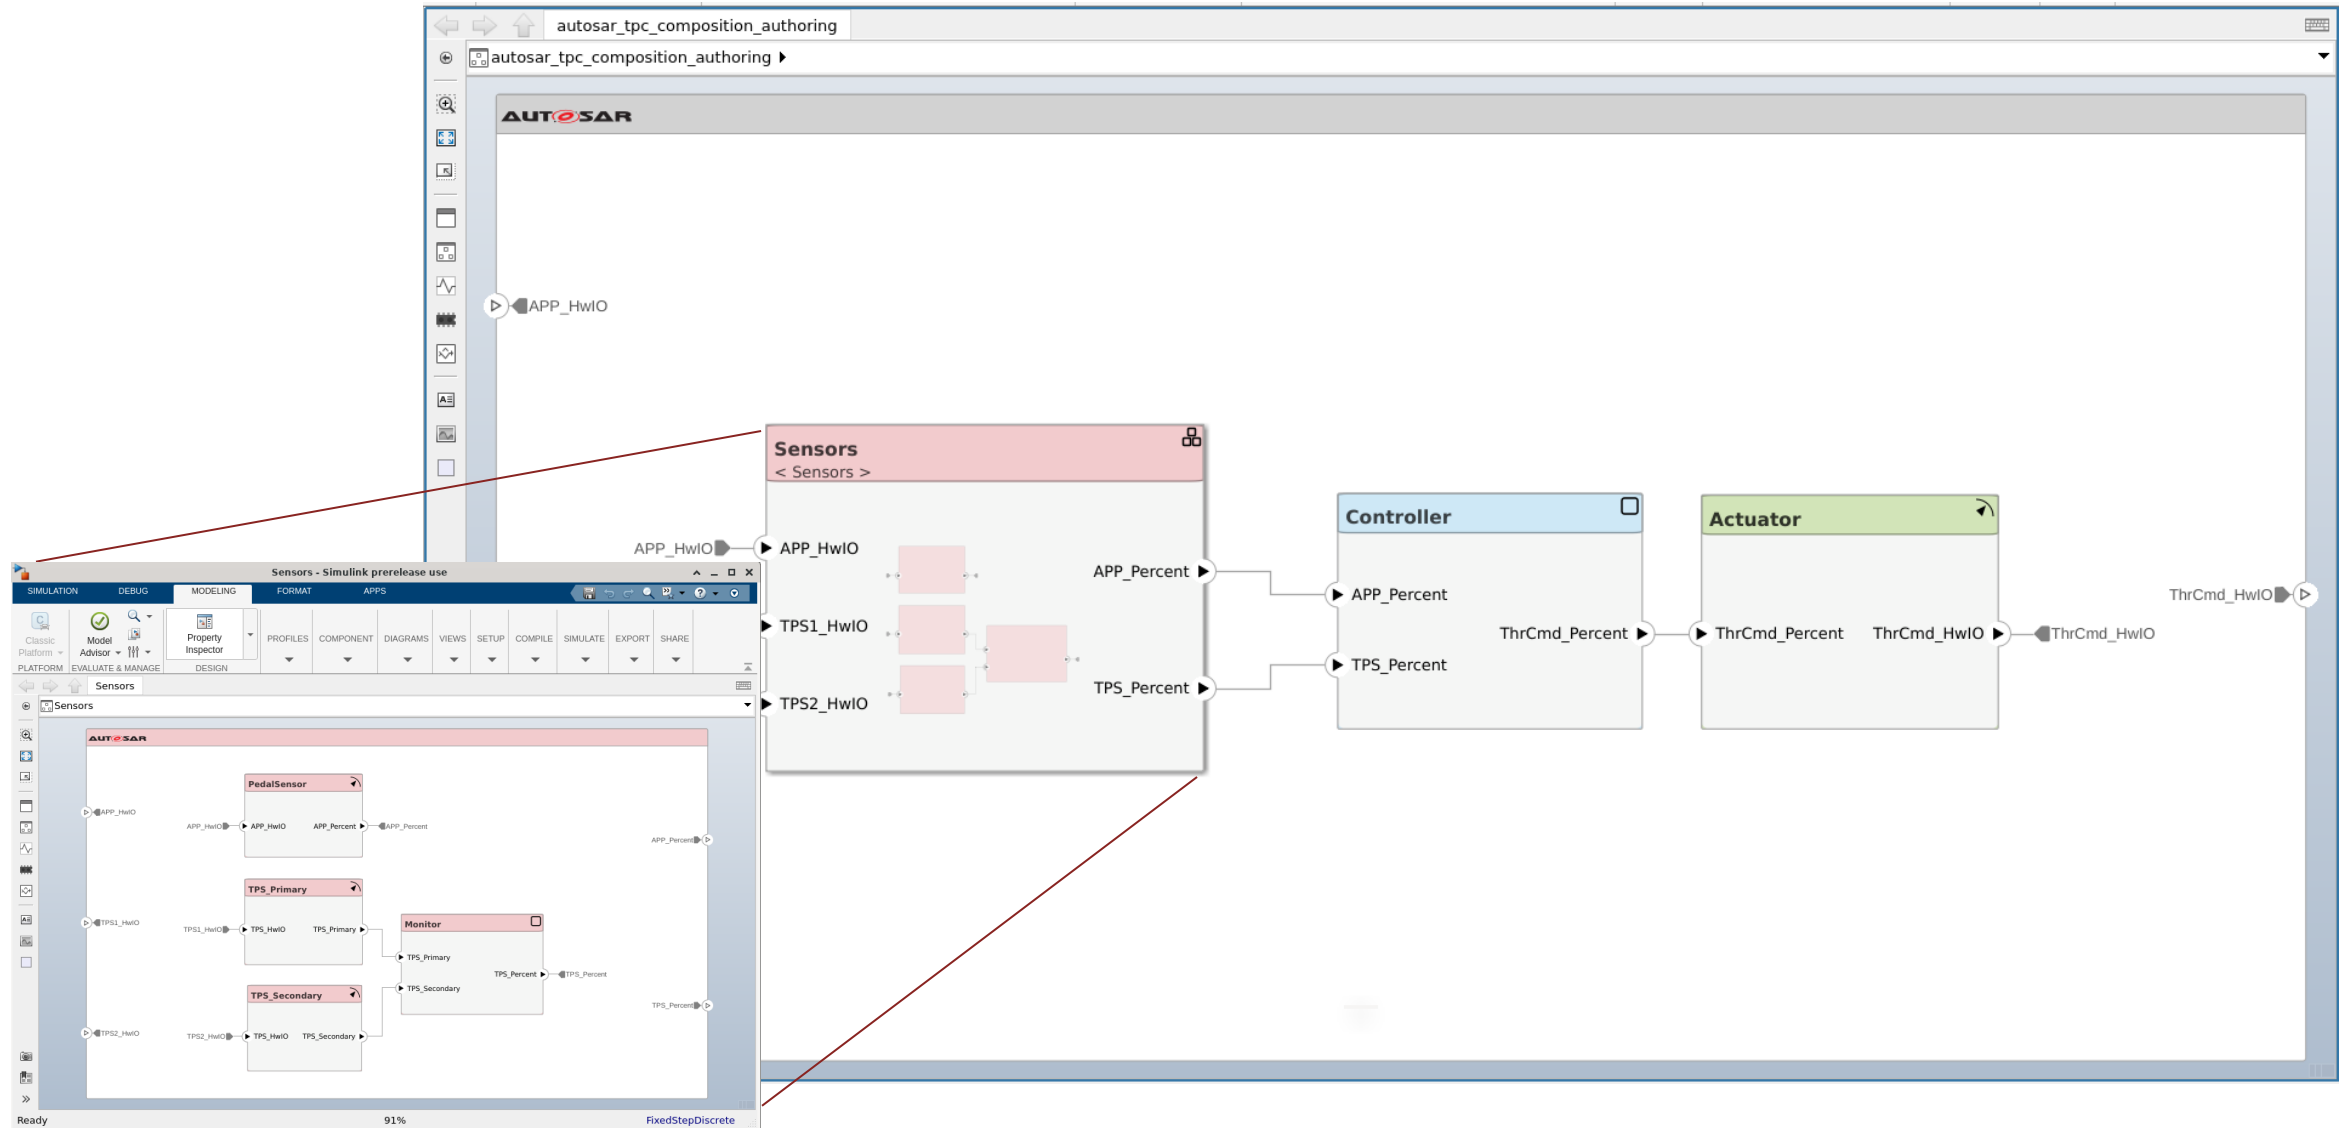 autosar_tpc_composition_authoring
autosar_tpc_composition_authoring
AUTOSAR
APP_HwIO
Sensors
< Sensors >
APP_HwIO
APP_HwIO
TPS1_HwIO
TPS2_HwIO
APP_Percent
TPS_Percent
Controller
APP_Percent
TPS_Percent
ThrCmd_Percent
Actuator
ThrCmd_Percent
ThrCmd_HwIO
ThrCmd_HwIO
ThrCmd_HwIO
Sensors - Simulink prerelease use
SIMULATION DEBUG MODELING FORMAT APPS
Classic
Platform
Model
Advisor
Property
Inspector
PROFILES COMPONENT DIAGRAMS VIEWS SETUP COMPILE SIMULATE EXPORT SHARE
PLATFORM EVALUATE & MANAGE DESIGN
Sensors
Sensors
AUTOSAR
PedalSensor
APP_HwIO
APP_HwIO
APP_HwIO
APP_Percent
APP_Percent
APP_Percent
TPS_Primary
TPS1_HwIO
TPS1_HwIO
TPS_HwIO
TPS_Primary
Monitor
TPS_Primary
TPS_Percent
TPS_Percent
TPS_Secondary
TPS_Secondary
TPS_Percent
TPS2_HwIO
TPS2_HwIO
TPS_HwIO
TPS_Secondary
Ready 91% FixedStepDiscrete